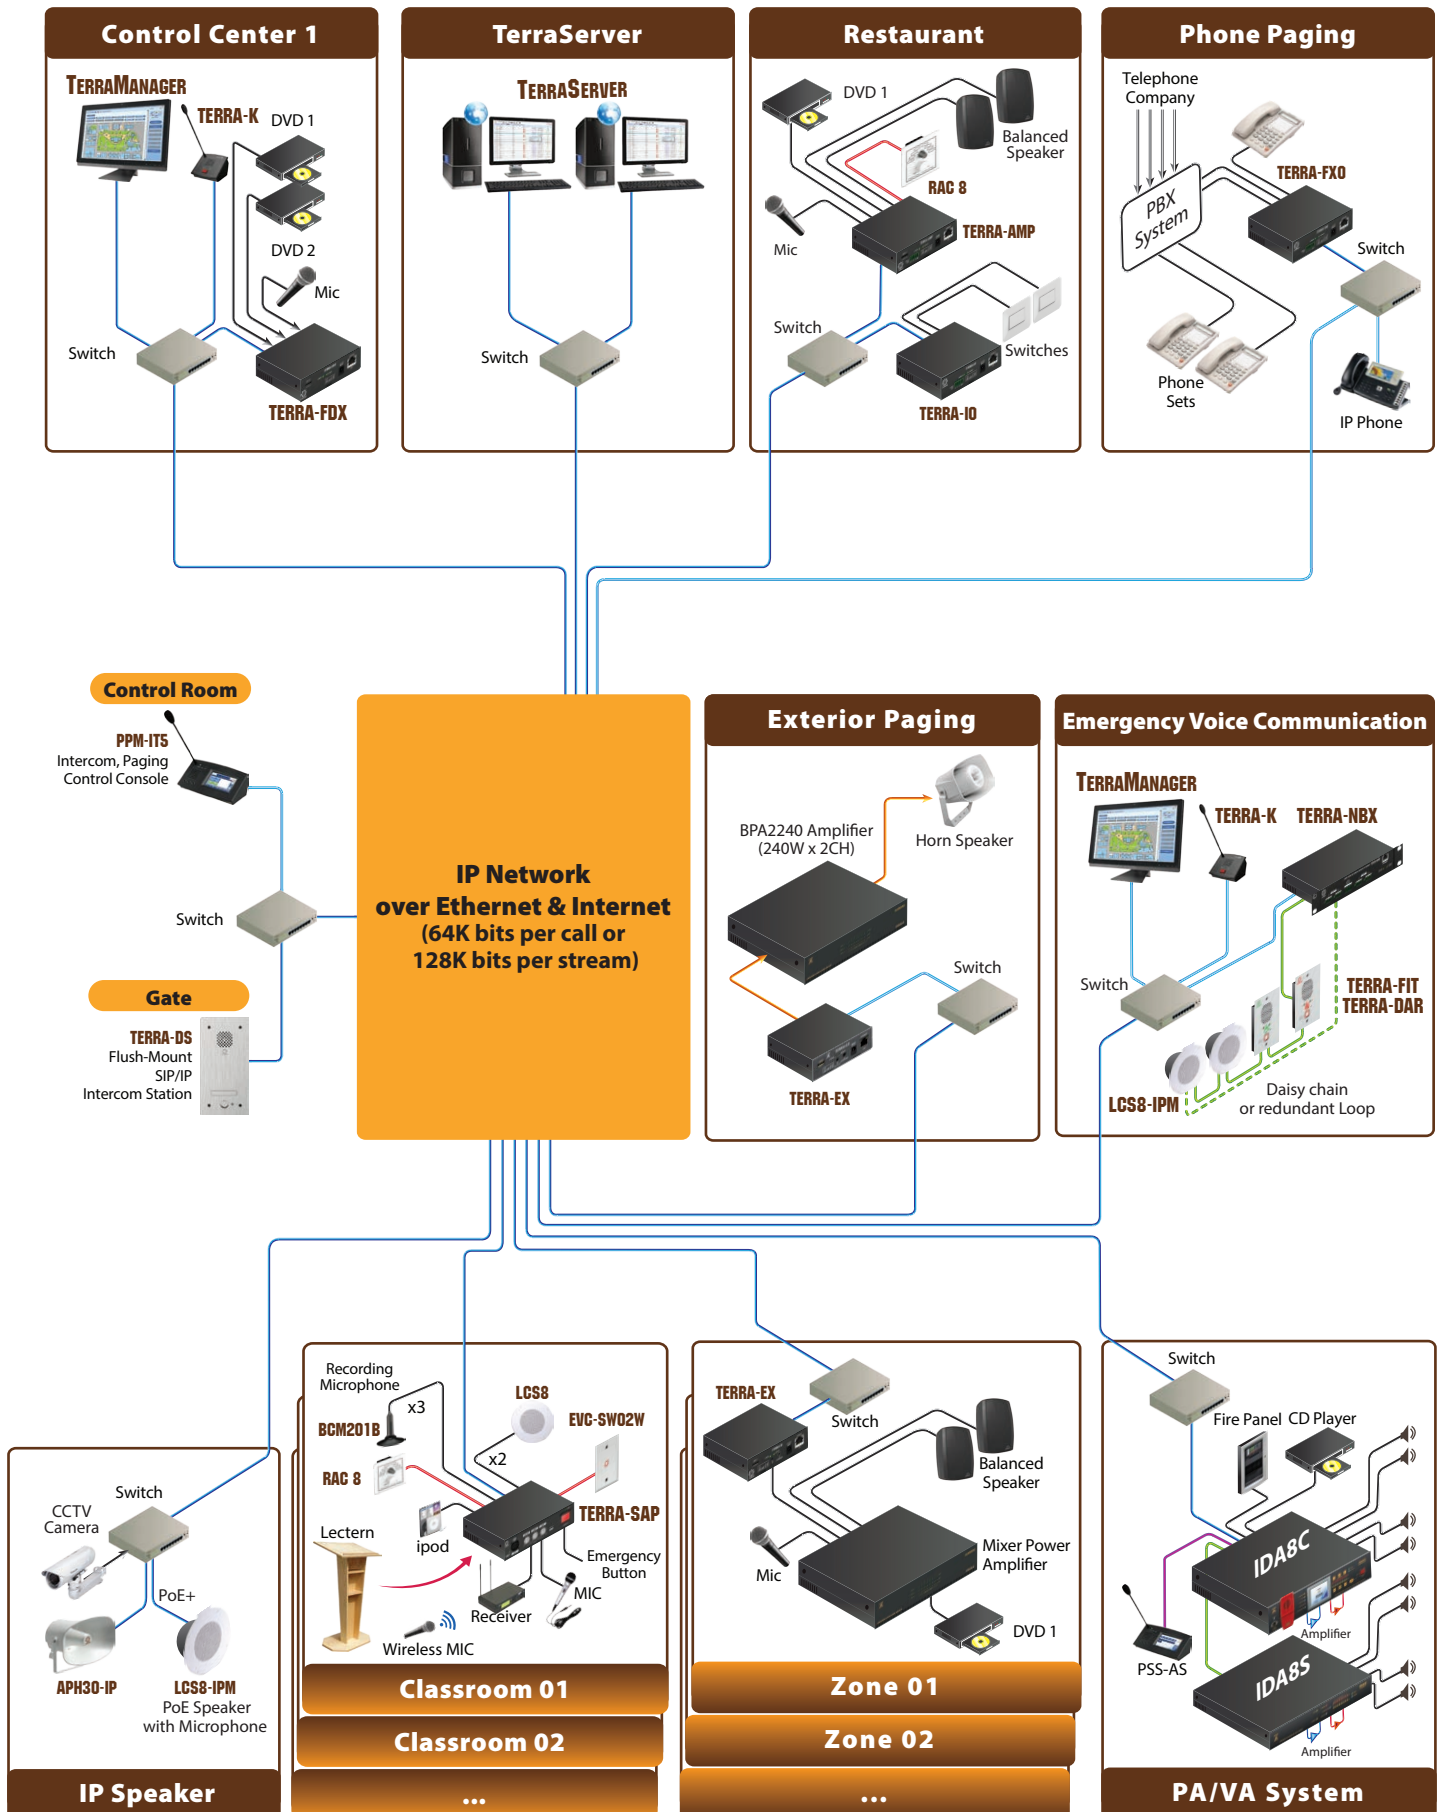 Control Center 1
TERRAMANAGER
TERRA-K
DVD 1
DVD 2
Mic
Switch
TERRA-FDX
TerraServer
TERRASERVER
Switch
Restaurant
DVD 1
Balanced
Speaker
RAC 8
Mic
TERRA-AMP
Switch
Switches
TERRA-IO
Phone Paging
Telephone
Company
TERRA-FXO
PBX
System
Switch
Phone
Sets
IP Phone
Control Room
PPM-IT5
Intercom, Paging
Control Console
Switch
Gate
TERRA-DS
Flush-Mount
SIP/IP
Intercom Station
IP Network
over Ethernet & Internet
(64K bits per call or
128K bits per stream)
Exterior Paging
BPA2240 Amplifier
(240W x 2CH)
Horn Speaker
Switch
TERRA-EX
Emergency Voice Communication
TERRAMANAGER
TERRA-K
TERRA-NBX
Switch
TERRA-FIT
TERRA-DAR
LCS8-IPM
Daisy chain
or redundant Loop
Switch
CCTV
Camera
PoE+
APH30-IP
LCS8-IPM
PoE Speaker
with Microphone
IP Speaker
Recording
Microphone
x3
LCS8
BCM201B
EVC-SW02W
x2
RAC 8
TERRA-SAP
Lectern
ipod
Emergency
Button
MIC
Receiver
Wireless MIC
Classroom 01
Classroom 02
...
TERRA-EX
Switch
Balanced
Speaker
Mic
Mixer Power
Amplifier
DVD 1
Zone 01
Zone 02
...
Switch
Fire Panel
CD Player
IDA8C
Amplifier
PSS-AS
IDA8S
Amplifier
PA/VA System